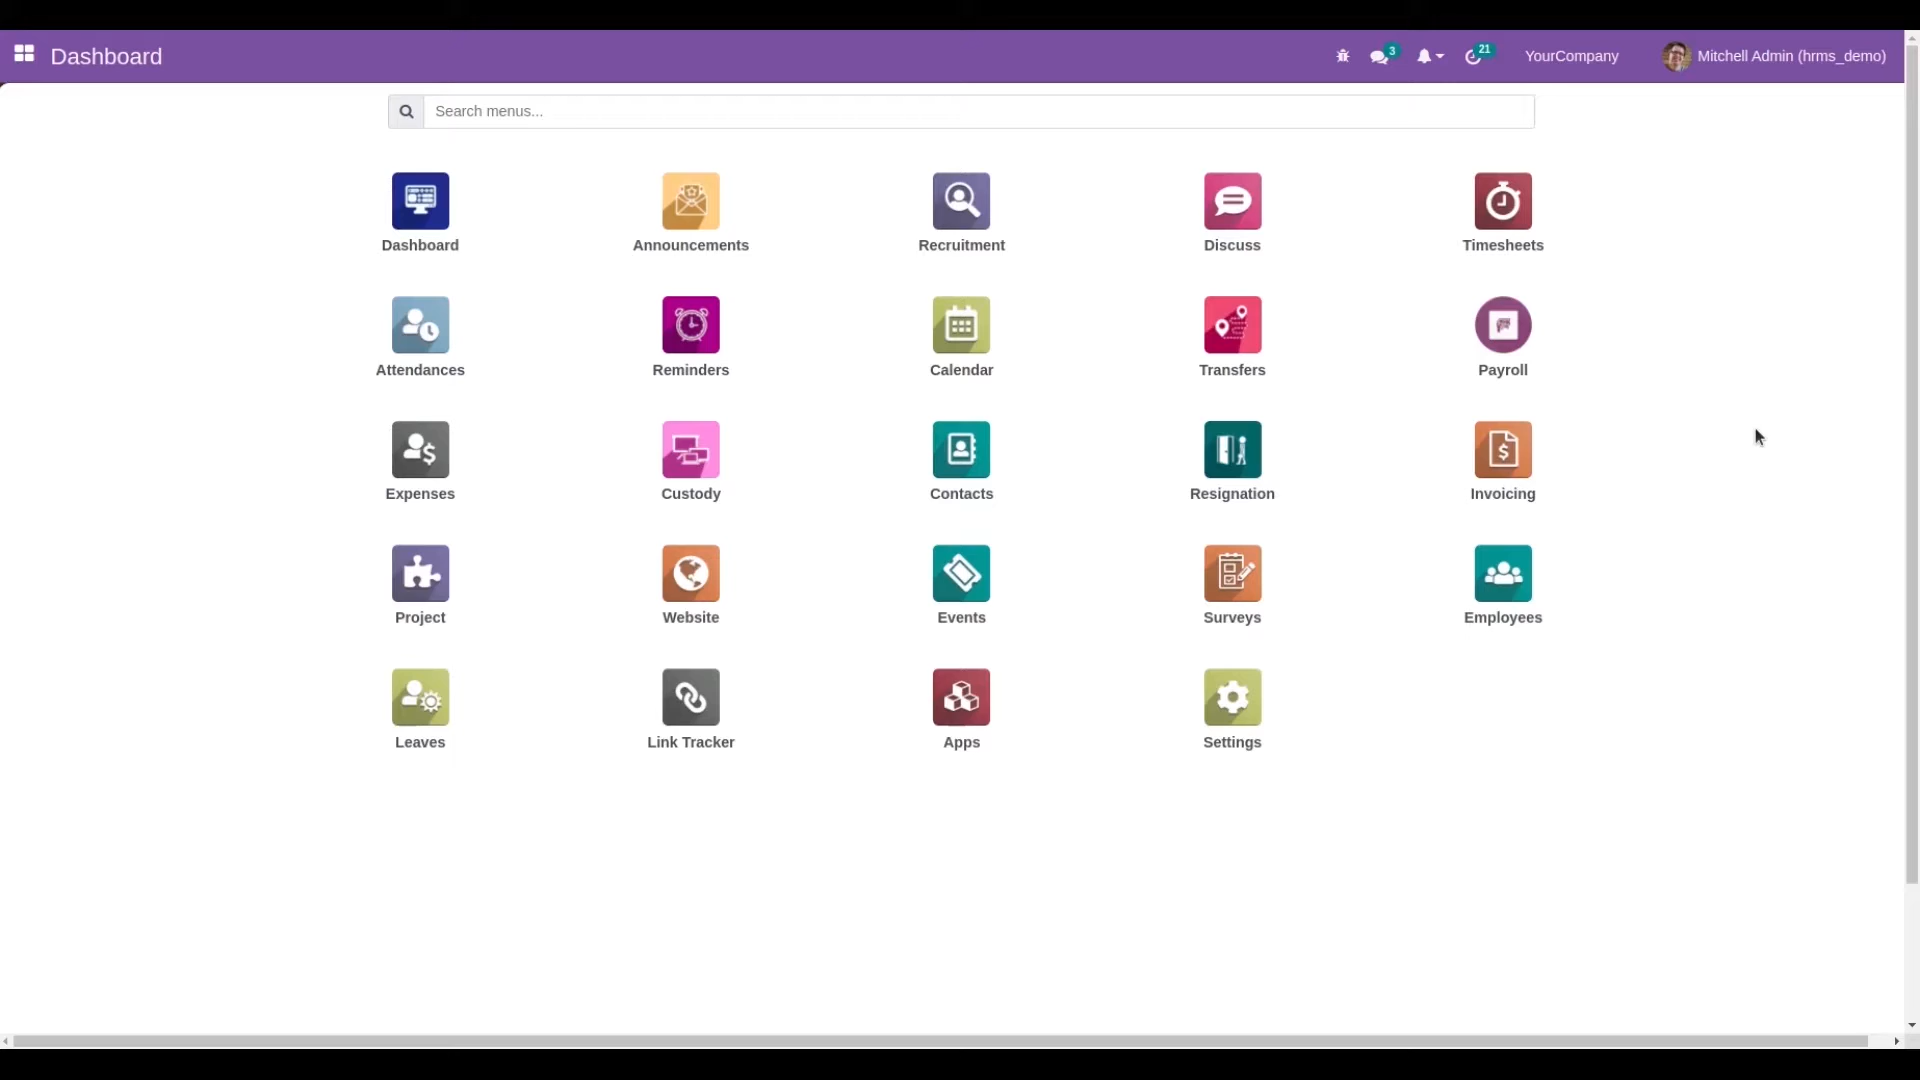 Dashboard
3
21
YourCompany
Mitchell Admin (hrms_demo)
Search menus...
Dashboard
Announcements
Recruitment
Discuss
Timesheets
Attendances
Reminders
Calendar
Transfers
Payroll
Expenses
Custody
Contacts
Resignation
Invoicing
Project
Website
Events
Surveys
Employees
Leaves
Link Tracker
Apps
Settings